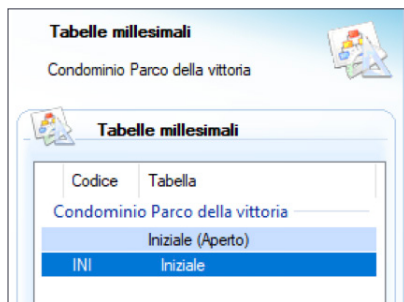 Tabelle millesimali
Condominio Parco della vittoria
Tabelle millesimali
Codice Tabella
Condominio Parco della vittoria
Iniziale (Aperto)
INI Iniziale